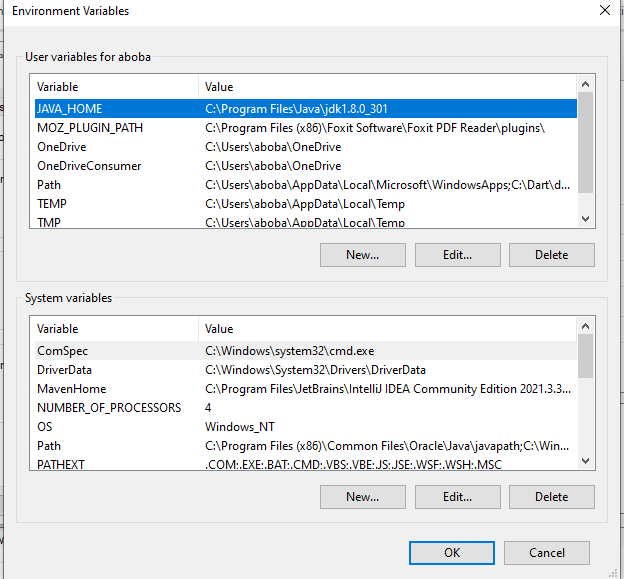 Environment Variables
User variables for aboba
Variable Value
JAVA_HOME C:\Program Files\Java\jdk1.8.0_301
MOZ_PLUGIN_PATH C:\Program Files (x86)\Foxit Software\Foxit PDF Reader\plugins\
OneDrive C:\Users\aboba\OneDrive
OneDriveConsumer C:\Users\aboba\OneDrive
Path C:\Users\aboba\AppData\Local\Microsoft\WindowsApps;C:\Dart\d...
TEMP C:\Users\aboba\AppData\Local\Temp
TMP C:\Users\aboba\AppData\Local\Temp
New... Edit... Delete
System variables
Variable Value
ComSpec C:\Windows\system32\cmd.exe
DriverData C:\Windows\System32\Drivers\DriverData
MavenHome C:\Program Files\JetBrains\IntelliJ IDEA Community Edition 2021.3.3...
NUMBER_OF_PROCESSORS 4
OS Windows_NT
Path C:\Program Files (x86)\Common Files\Oracle\Java\javapath;C:\Win...
PATHEXT .COM;.EXE;.BAT;.CMD;.VBS;.VBE;.JS;.JSE;.WSF;.WSH;.MSC
New... Edit... Delete
OK Cancel